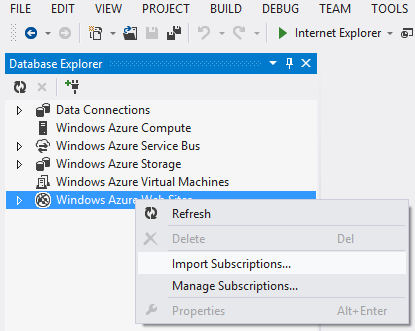 FILE EDIT VIEW PROJECT DEBUG TEAM TOOLS
Internet Explorer
Database Explorer
Data Connections
Windows Azure Compute
Windows Azure Service Bus
Windows Azure Storage
Windows Azure Virtual Machines
Windows Azure Web Sites
Refresh
Delete Del
Import Subscriptions...
Manage Subscriptions...
Properties Alt+Enter